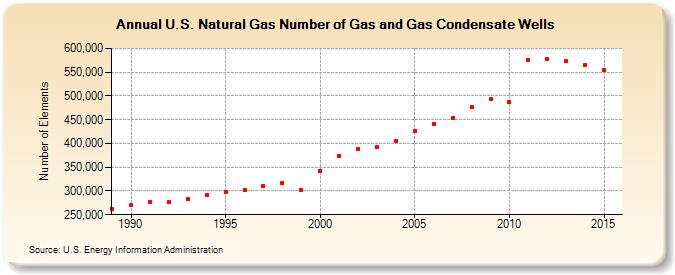 Annual U.S. Natural Gas Number of Gas and Gas Condensate Wells
Number of Elements
600,000
550,000
500,000
450,000
400,000
350,000
300,000
250,000
1990 1995 2000 2005 2010 2015
Source: U.S. Energy Information Administration